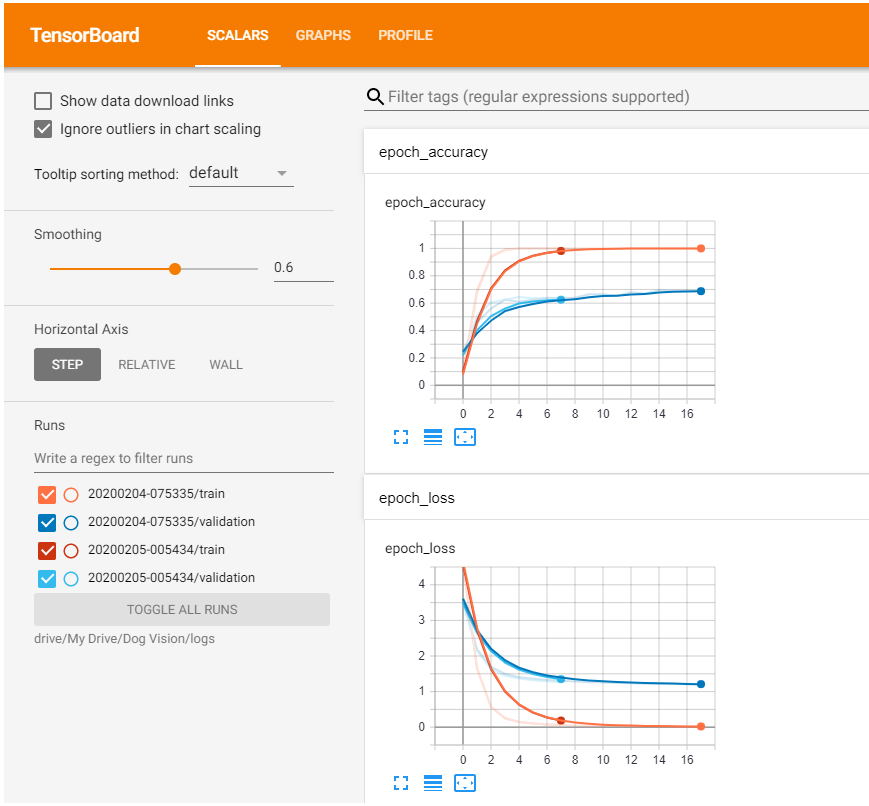 TensorBoard SCALARS GRAPHS PROFILE
Show data download links
Ignore outliers in chart scaling
Tooltip sorting method: default
Smoothing
0.6
Horizontal Axis
STEP RELATIVE WALL
Runs
Write a regex to filter runs
20200204-075335/train
20200204-075335/validation
20200205-005434/train
20200205-005434/validation
TOGGLE ALL RUNS
drive/My Drive/Dog Vision/logs
Filter tags (regular expressions supported)
epoch_accuracy
epoch_accuracy
1
0.8
0.6
0.4
0.2
0
0 2 4 6 8 10 12 14 16
epoch_loss
epoch_loss
4
3
2
1
0
0 2 4 6 8 10 12 14 16